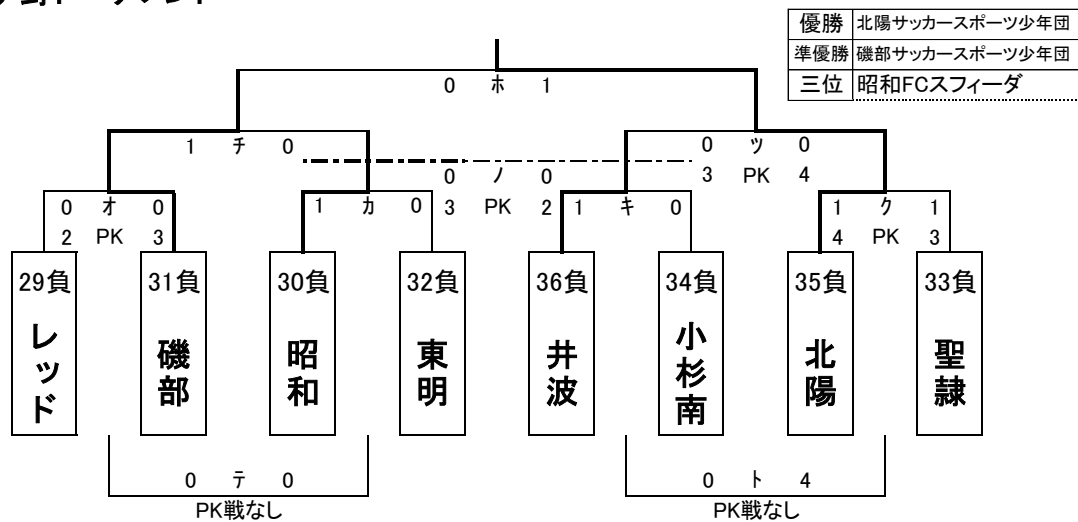 優勝 北陽サッカースポーツ少年団
準優勝 磯部サッカースポーツ少年団
三位 昭和FCスフィーダ
0 ホ 1
1 チ 0
0 ツ 0
3 PK 4
0 ノ 0
3 PK 2
0 オ 0
2 PK 3
1 カ 0
1 キ 0
1 ク 1
4 PK 3
29負 31負 30負 32負 36負 34負 35負 33負
レッド 磯部 昭和 東明 井波 小杉南 北陽 聖隷
0 テ 0
PK戦なし
0 ト 4
PK戦なし